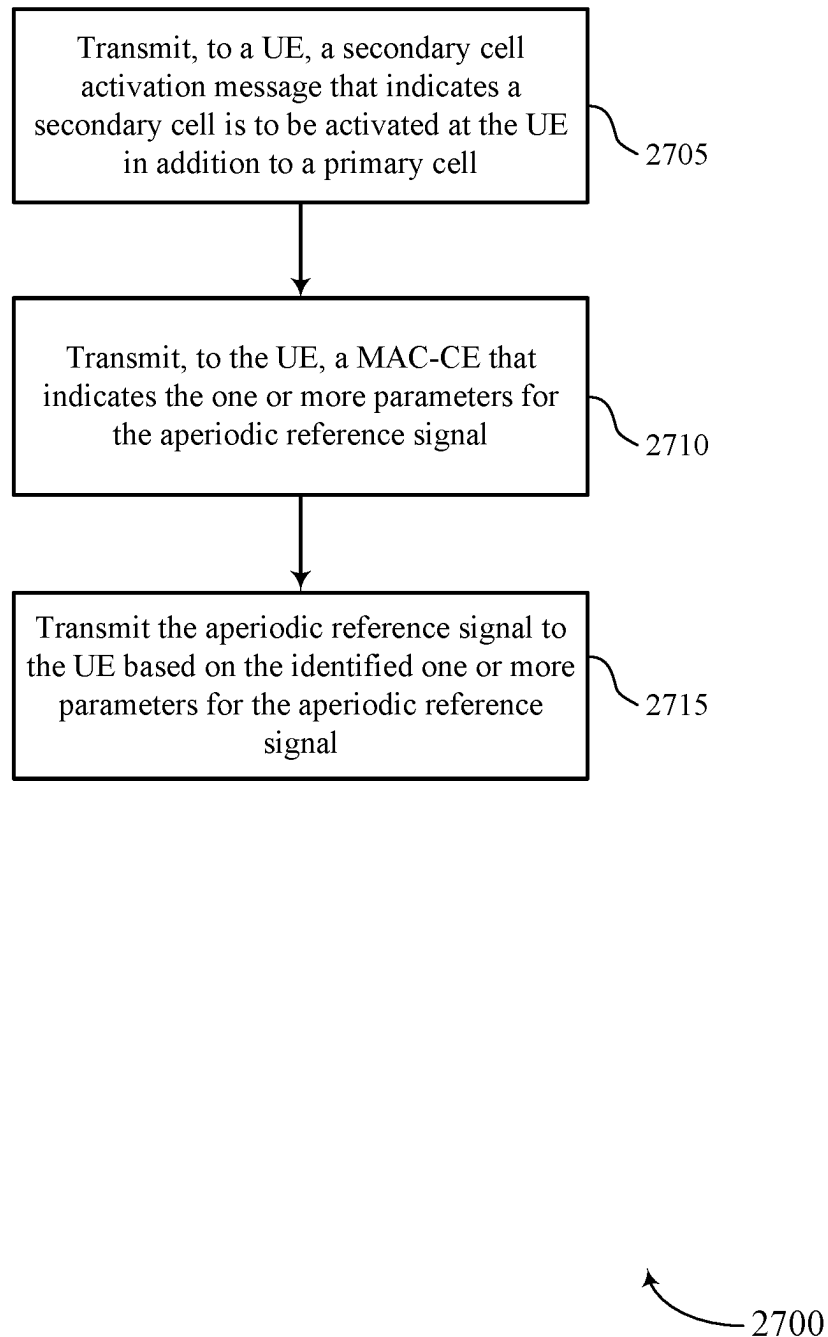 Transmit, to a UE, a secondary cell
activation message that indicates a
secondary cell is to be activated at the UE
in addition to a primary cell
2705
Transmit, to the UE, a MAC-CE that
indicates the one or more parameters for
the aperiodic reference signal
2710
Transmit the aperiodic reference signal to
the UE based on the identified one or more
parameters for the aperiodic reference
signal
2715
2700